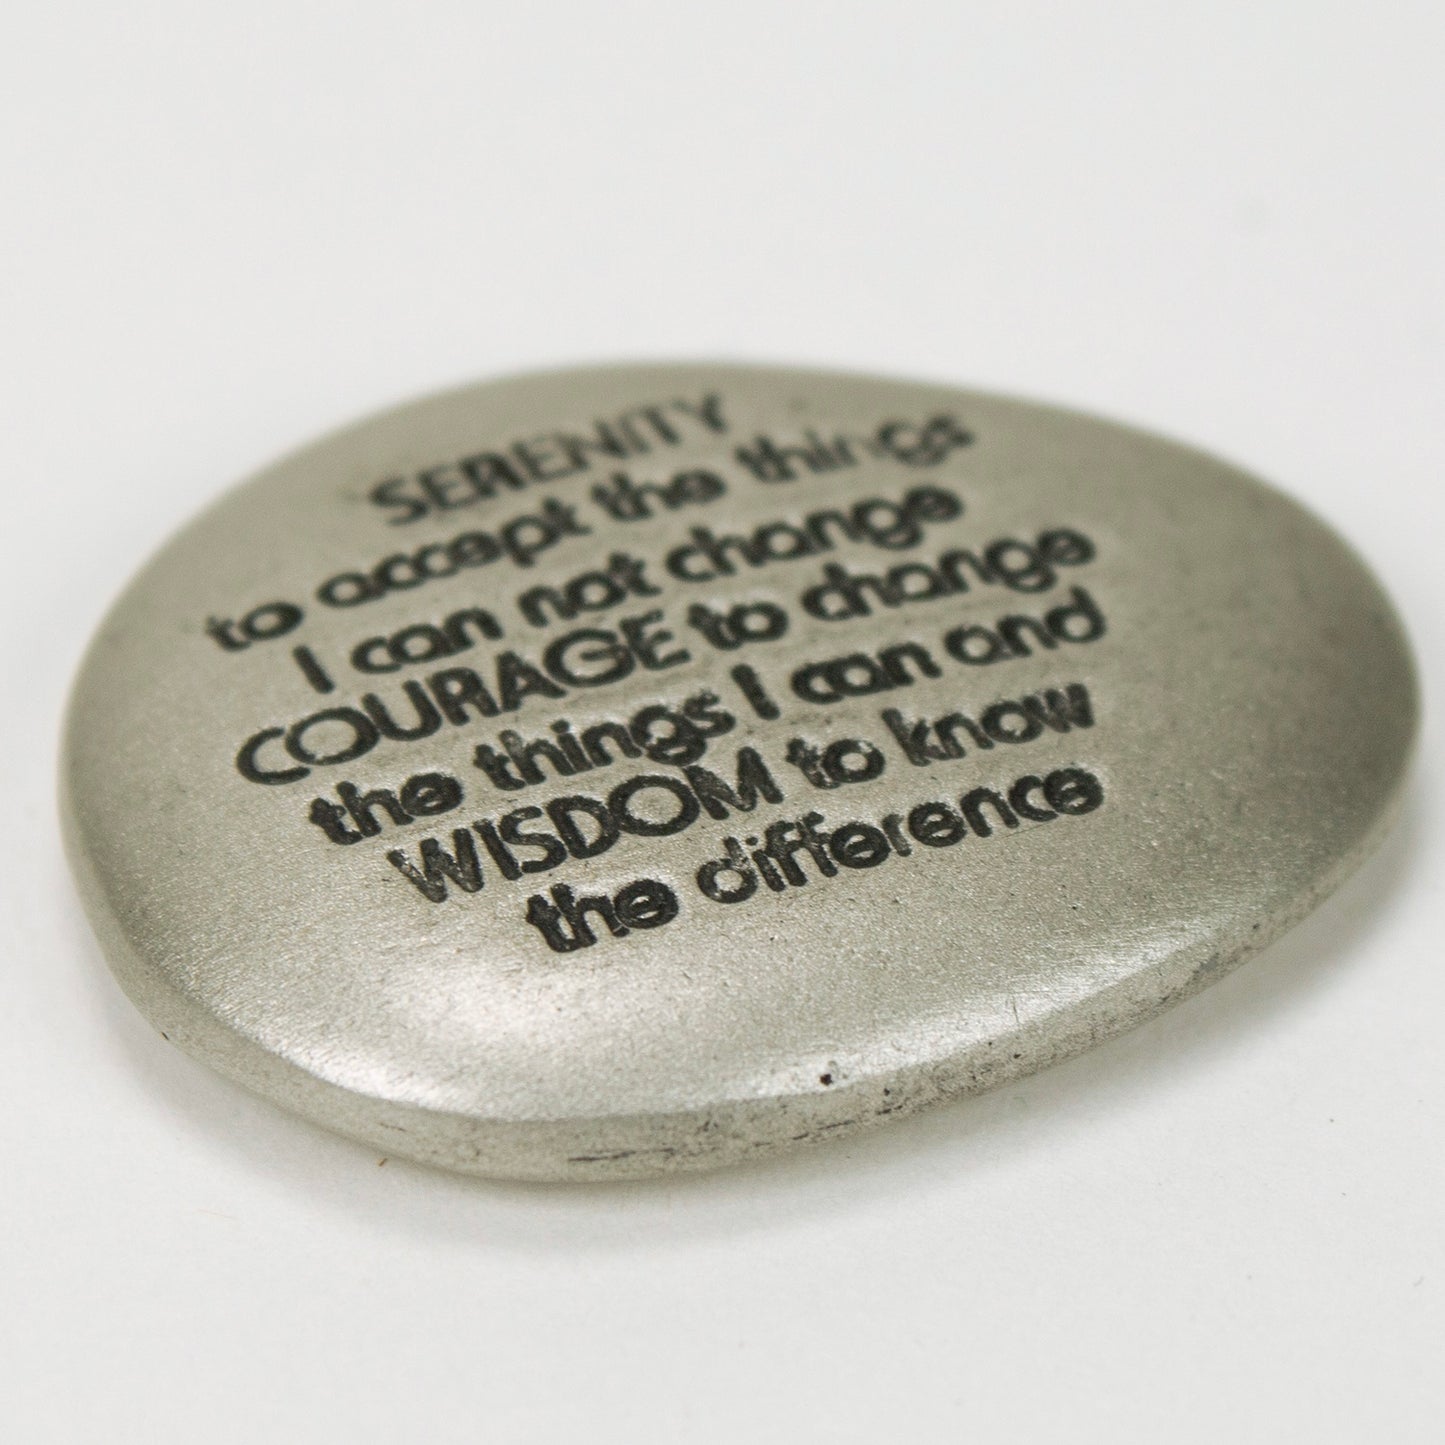 SERENITY
to accept the things
I can not change
COURAGE to change
the things I can and
WISDOM to know
the difference